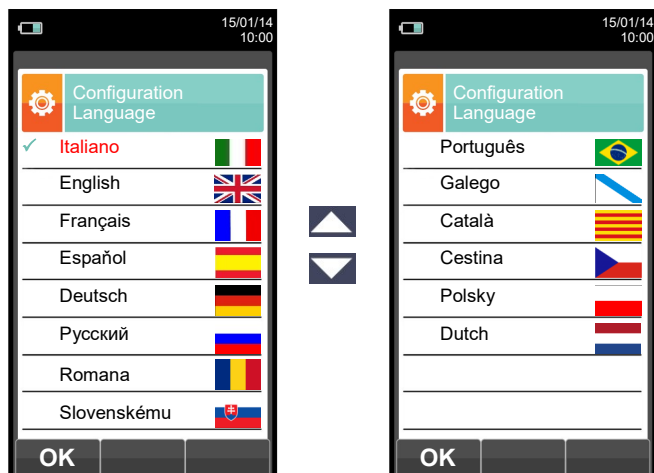 15/01/14
10:00
Configuration
Language
Italiano
English
Français
Espaňol
Deutsch
Русский
Romana
Slovenskému
OK
15/01/14
10:00
Configuration
Language
Português
Galego
Català
Cestina
Polsky
Dutch
OK